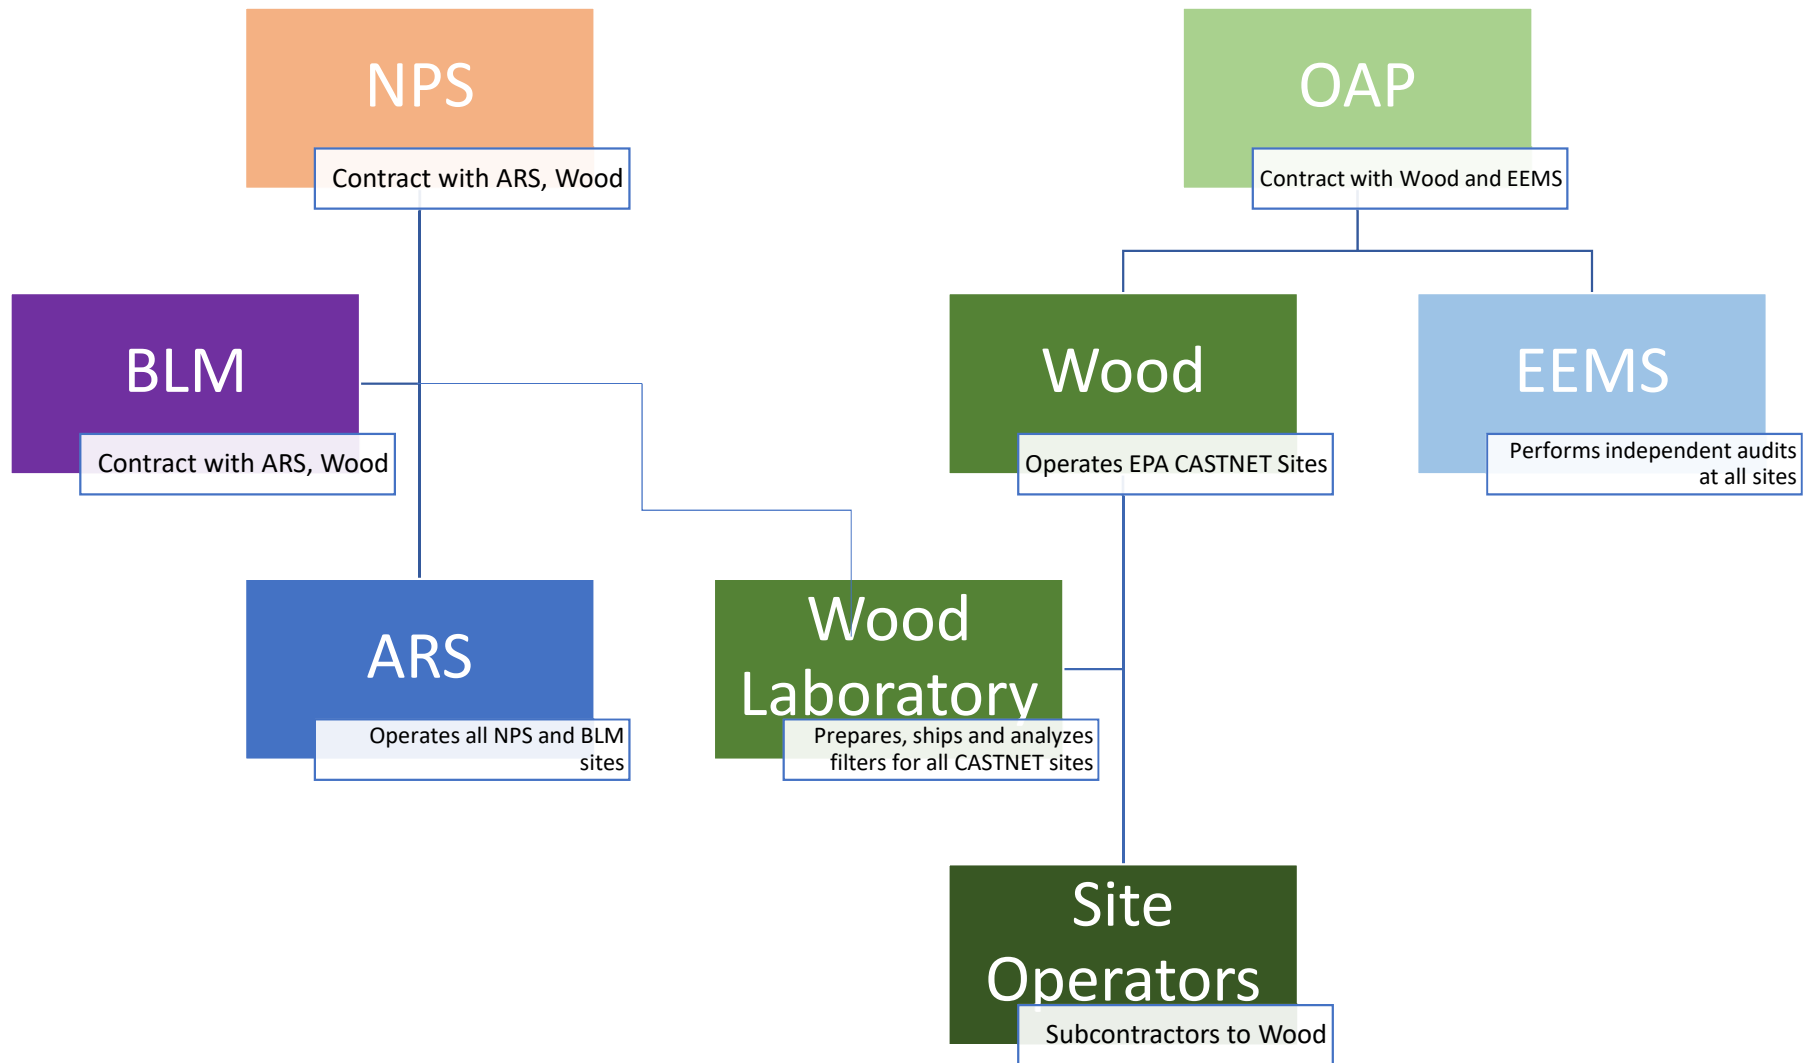 NPS
Contract with ARS, Wood
OAP
Contract with Wood and EEMS
BLM
Contract with ARS, Wood
Wood
Operates EPA CASTNET Sites
EEMS
Performs independent audits
at all sites
ARS
Operates all NPS and BLM
sites
Wood
Laboratory
Prepares, ships and analyzes
filters for all CASTNET sites
Site
Operators
Subcontractors to Wood